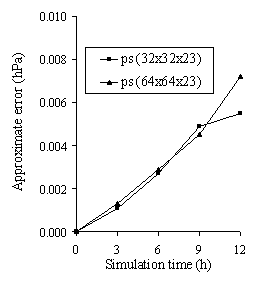 0.010
0.008
0.006
0.004
0.002
0.000
Approximate error (hPa)
ps(32x32x23)
ps(64x64x23)
0 3 6 9 12
Simulation time (h)